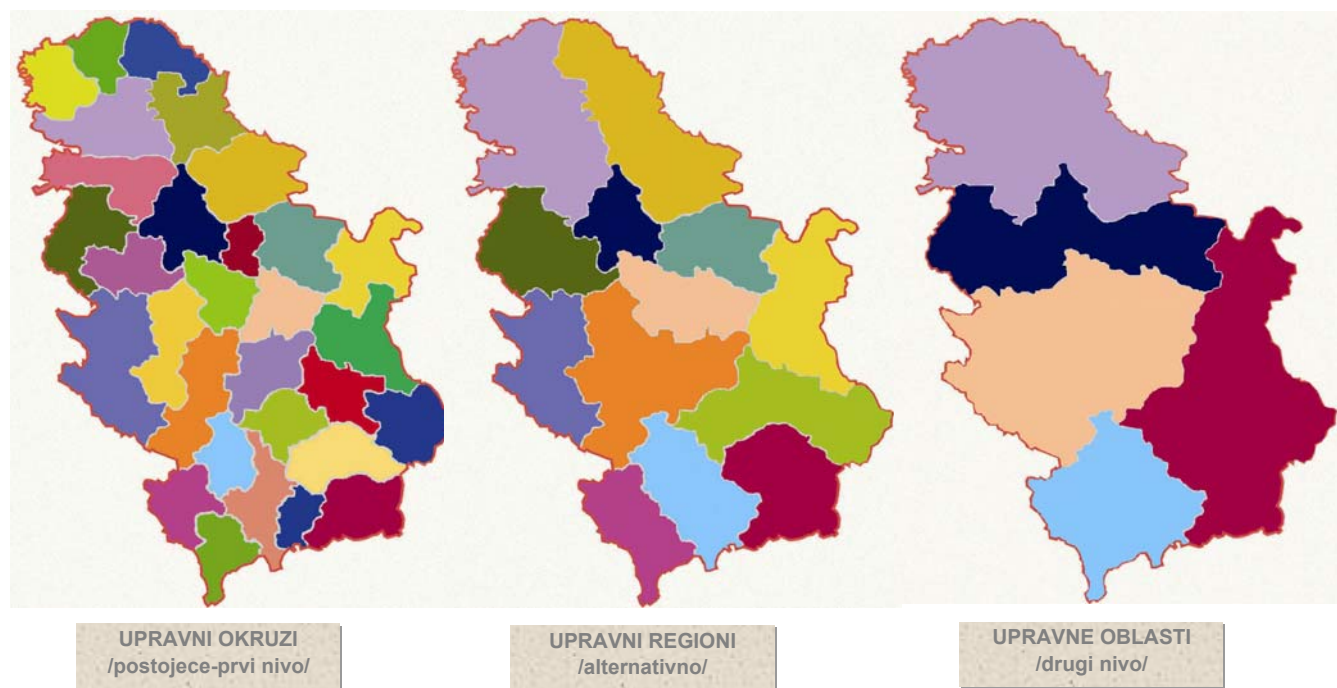 UPRAVNI OKRUZI
/postojece-prvi nivo/
UPRAVNI REGIONI
/alternativno/
UPRAVNE OBLASTI
/drugi nivo/